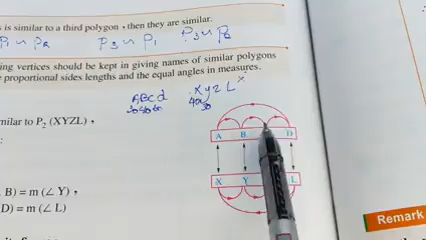 s is similar to a third polygon , then they are similar.
P₁ ~ P₂ P₃ ~ P₁ P₃ ~ P₂
ing vertices should be kept in giving names of similar polygons
e proportional sides lengths and the equal angles in measures.
ABCd XYZL
milar to P₂ (XYZL) ,
A B D
X Y L
, B) = m (∠ Y) ,
D) = m (∠ L)
Remark